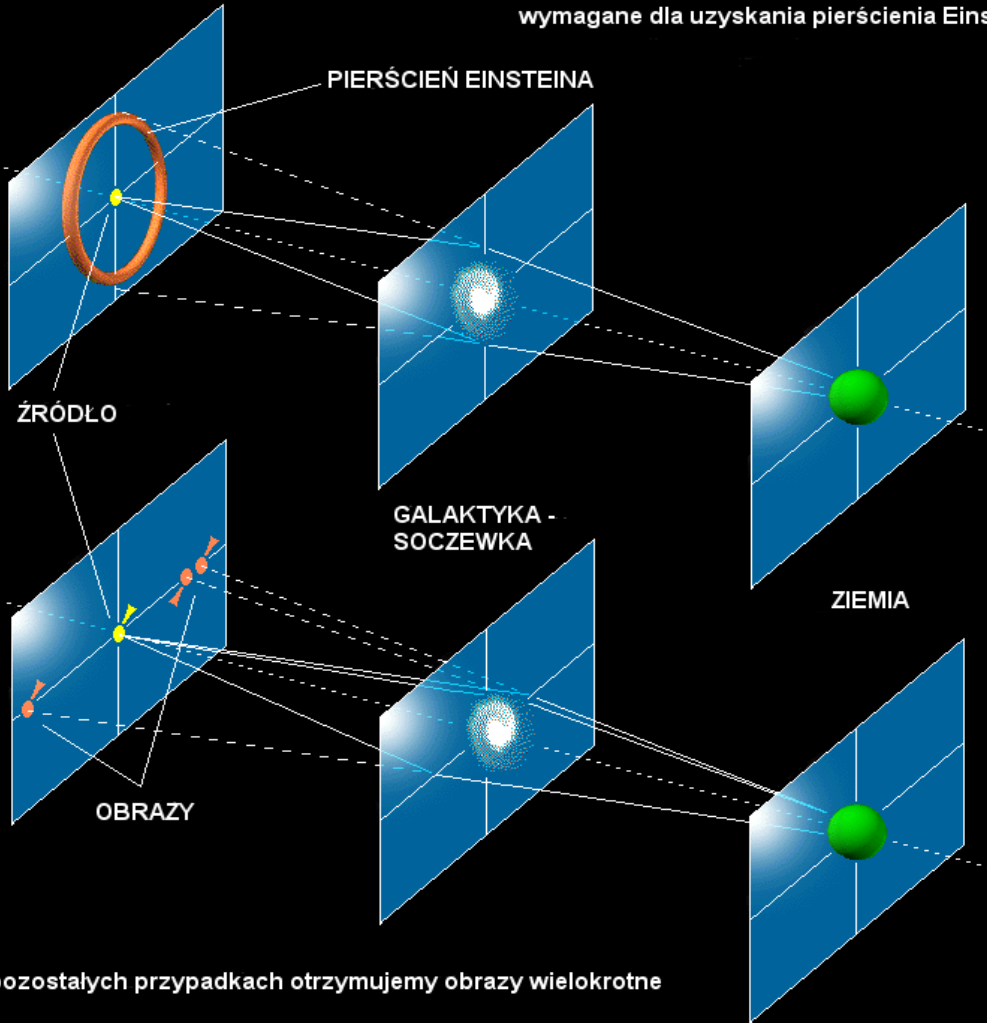 wymagane dla uzyskania pierścienia Eins
PIERŚCIEŃ EINSTEINA
ŹRÓDŁO
GALAKTYKA -
SOCZEWKA
ZIEMIA
OBRAZY
pozostałych przypadkach otrzymujemy obrazy wielokrotne